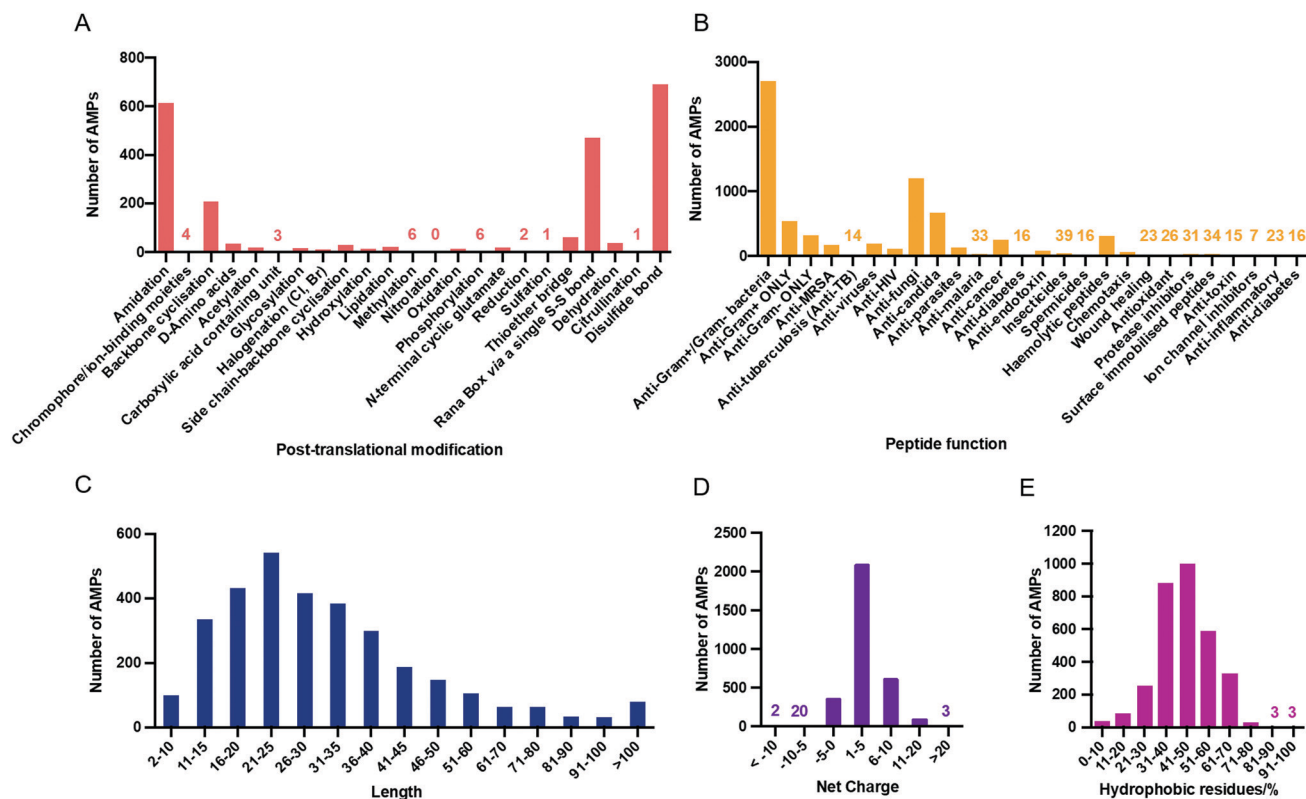 A
Number of AMPs
800
600
400
200
0
4
3
6
0
6
2
1
1
Amidation
Chromophore/ion-binding moieties
Backbone cyclisation
D-Amino acids
Acetylation
Carboxylic acid containing unit
Glycosylation
Halogenation (Cl, Br)
Side chain-backbone cyclisation
Hydroxylation
Lipidation
Methylation
Nitrolation
Oxidation
Phosphorylation
N-terminal cyclic glutamate
Reduction
Sulfation
Thioether bridge
Rana Box via a single S-S bond
Dehydration
Citrulination
Disulfide bond
Post-translational modification
B
Number of AMPs
3000
2000
1000
0
14
33
16
39
16
23
26
31
34
15
7
23
16
Anti-Gram+/Gram- bacteria
Anti-Gram+ ONLY
Anti-Gram- ONLY
Anti-MRSA
Anti-tuberculosis (Anti-TB)
Anti-viruses
Anti-HIV
Anti-fungi
Anti-candida
Anti-parasites
Anti-malaria
Anti-cancer
Anti-diabetes
Anti-endotoxin
Insecticides
Spemicides
Haemolytic peptides
Chemotaxis
Wound healing
Antioxidant
Protease inhibitors
Surface immobilised peptides
Anti-toxin
Ion channel inhibitors
Anti-inflammatory
Anti-diabetes
Peptide function
C
Number of AMPs
600
400
200
0
2-10
11-15
16-20
21-25
26-30
31-35
36-40
41-45
46-50
51-60
61-70
71-80
81-90
91-100
>100
Length
D
Number of AMPs
2500
2000
1500
1000
500
0
2
20
3
< -10
-10-5
-5-0
1-5
6-10
11-20
>20
Net Charge
E
Number of AMPs
1200
1000
800
600
400
200
0
3
3
0-10
11-20
21-30
31-40
41-50
51-60
61-70
71-80
81-90
91-100
Hydrophobic residues/%